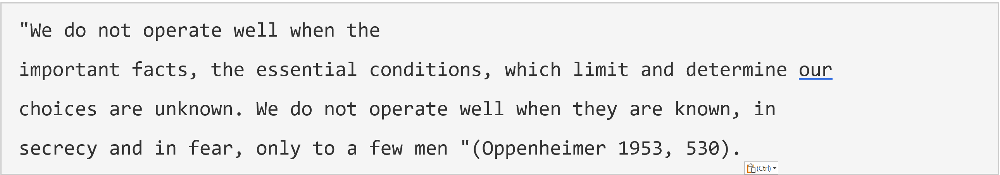 "We do not operate well when the
important facts, the essential conditions, which limit and determine our
choices are unknown. We do not operate well when they are known, in
secrecy and in fear, only to a few men "(Oppenheimer 1953, 530).
(Ctrl)